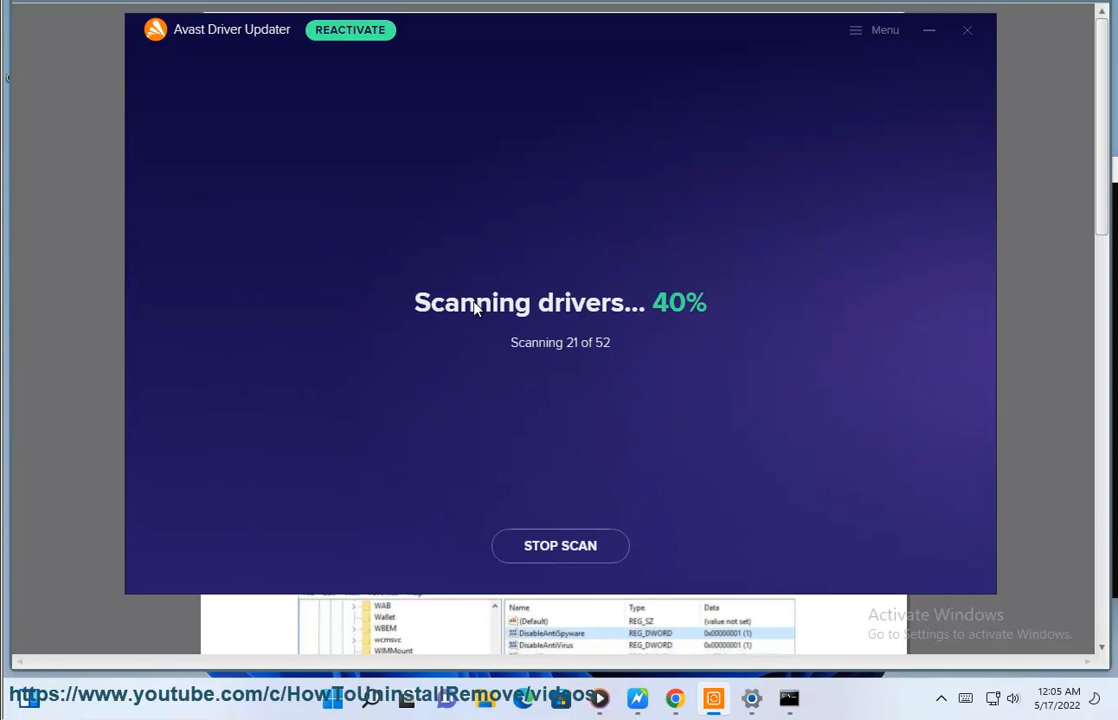 Avast Driver Updater REACTIVATE Menu
Scanning drivers... 40%
Scanning 21 of 52
STOP SCAN
WAB
Wallet
WBEM
wcmsvc
WIMMount
Name Type Data
(Default) REG_SZ (value not set)
DisableAntiSpyware REG_DWORD 0x00000001 (1)
DisableAntiVirus REG_DWORD 0x00000001 (1)
Activate Windows
Go to Settings to activate Windows.
https://www.youtube.com/c/HowToUninstallRemove/videos
12:05 AM
5/17/2022